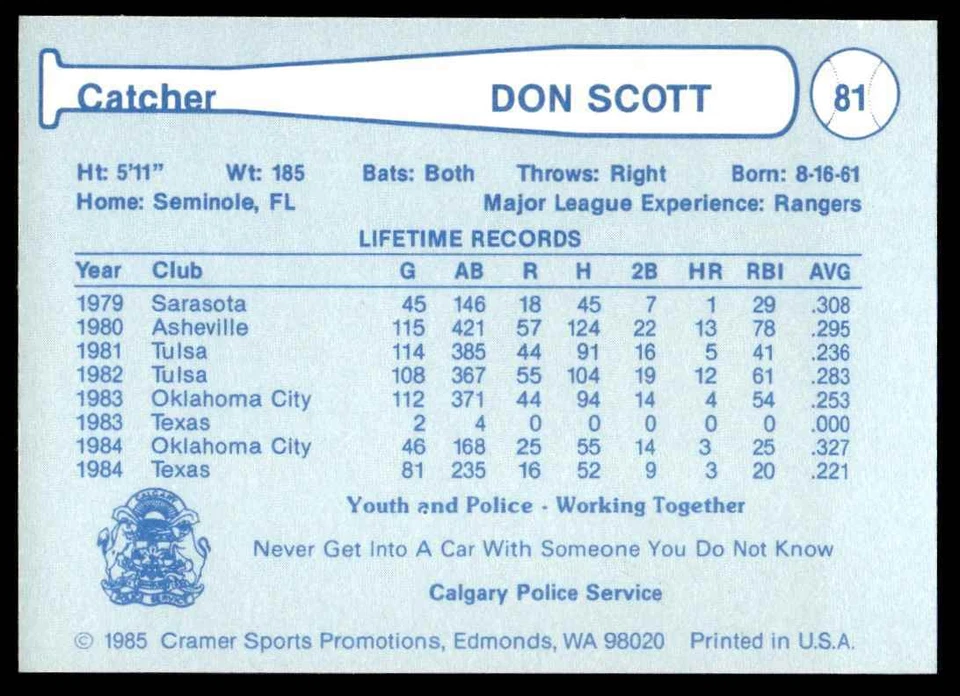 Catcher DON SCOTT 81
Ht: 5'11" Wt: 185 Bats: Both Throws: Right Born: 8-16-61
Home: Seminole, FL Major League Experience: Rangers
LIFETIME RECORDS
Year Club G AB R H 2B HR RBI AVG
1979 Sarasota 45 146 18 45 7 1 29 .308
1980 Asheville 115 421 57 124 22 13 78 .295
1981 Tulsa 114 385 44 91 16 5 41 .236
1982 Tulsa 108 367 55 104 19 12 61 .283
1983 Oklahoma City 112 371 44 94 14 4 54 .253
1983 Texas 2 4 0 0 0 0 0 .000
1984 Oklahoma City 46 168 25 55 14 3 25 .327
1984 Texas 81 235 16 52 9 3 20 .221
CALGARY
POLICE SERVICE
Youth and Police - Working Together
Never Get Into A Car With Someone You Do Not Know
Calgary Police Service
© 1985 Cramer Sports Promotions, Edmonds, WA 98020 Printed in U.S.A.